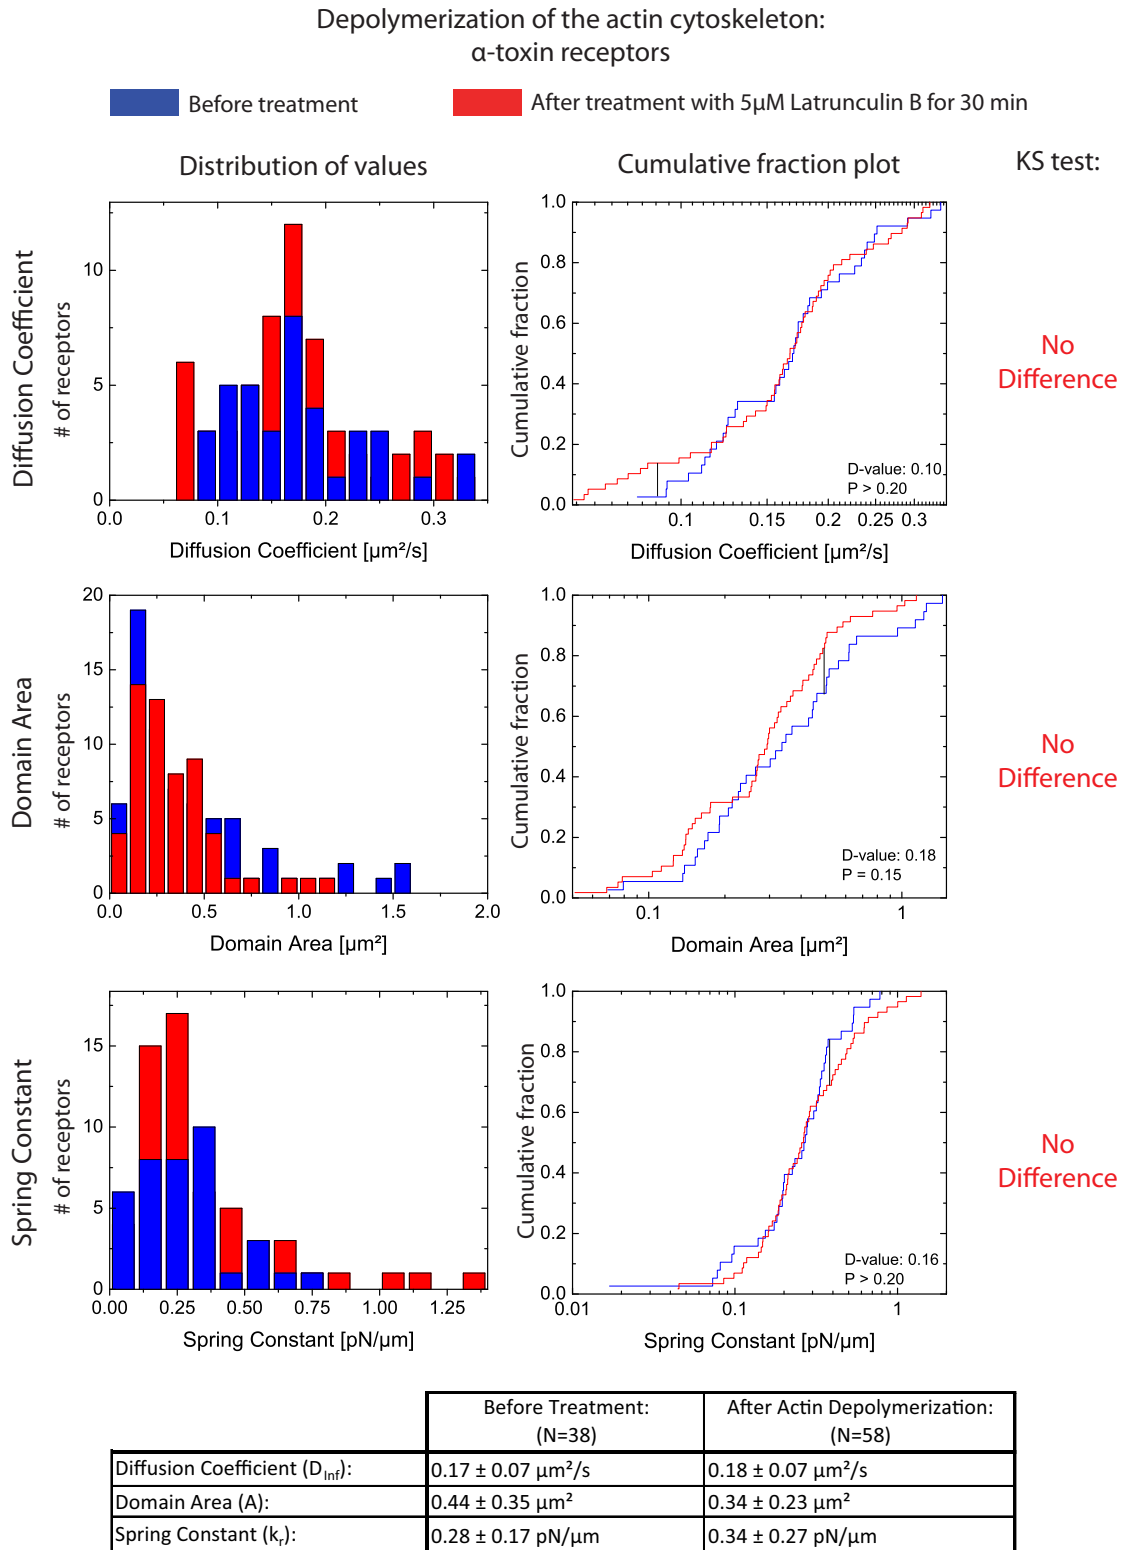 Depolymerization of the actin cytoskeleton:
α-toxin receptors
Before treatment
After treatment with 5µM Latrunculin B for 30 min
Distribution of values
Cumulative fraction plot
KS test:
Diffusion Coefficient
# of receptors
10
5
0
0.0
0.1
0.2
0.3
Diffusion Coefficient [µm²/s]
Cumulative fraction
1.0
0.8
0.6
0.4
0.2
0.0
D-value: 0.10
P > 0.20
0.1
0.15
0.2
0.25
0.3
Diffusion Coefficient [µm²/s]
No
Difference
Domain Area
# of receptors
20
15
10
5
0
0.0
0.5
1.0
1.5
2.0
Domain Area [µm²]
Cumulative fraction
1.0
0.8
0.6
0.4
0.2
0.0
D-value: 0.18
P = 0.15
0.1
1
Domain Area [µm²]
No
Difference
Spring Constant
# of receptors
15
10
5
0
0.00
0.25
0.50
0.75
1.00
1.25
Spring Constant [pN/µm]
Cumulative fraction
1.0
0.8
0.6
0.4
0.2
0.0
D-value: 0.16
P > 0.20
0.01
0.1
1
Spring Constant [pN/µm]
No
Difference
Before Treatment:
(N=38)
After Actin Depolymerization:
(N=58)
Diffusion Coefficient (D_Inf): 0.17 ± 0.07 µm²/s 0.18 ± 0.07 µm²/s
Domain Area (A): 0.44 ± 0.35 µm² 0.34 ± 0.23 µm²
Spring Constant (k_r): 0.28 ± 0.17 pN/µm 0.34 ± 0.27 pN/µm